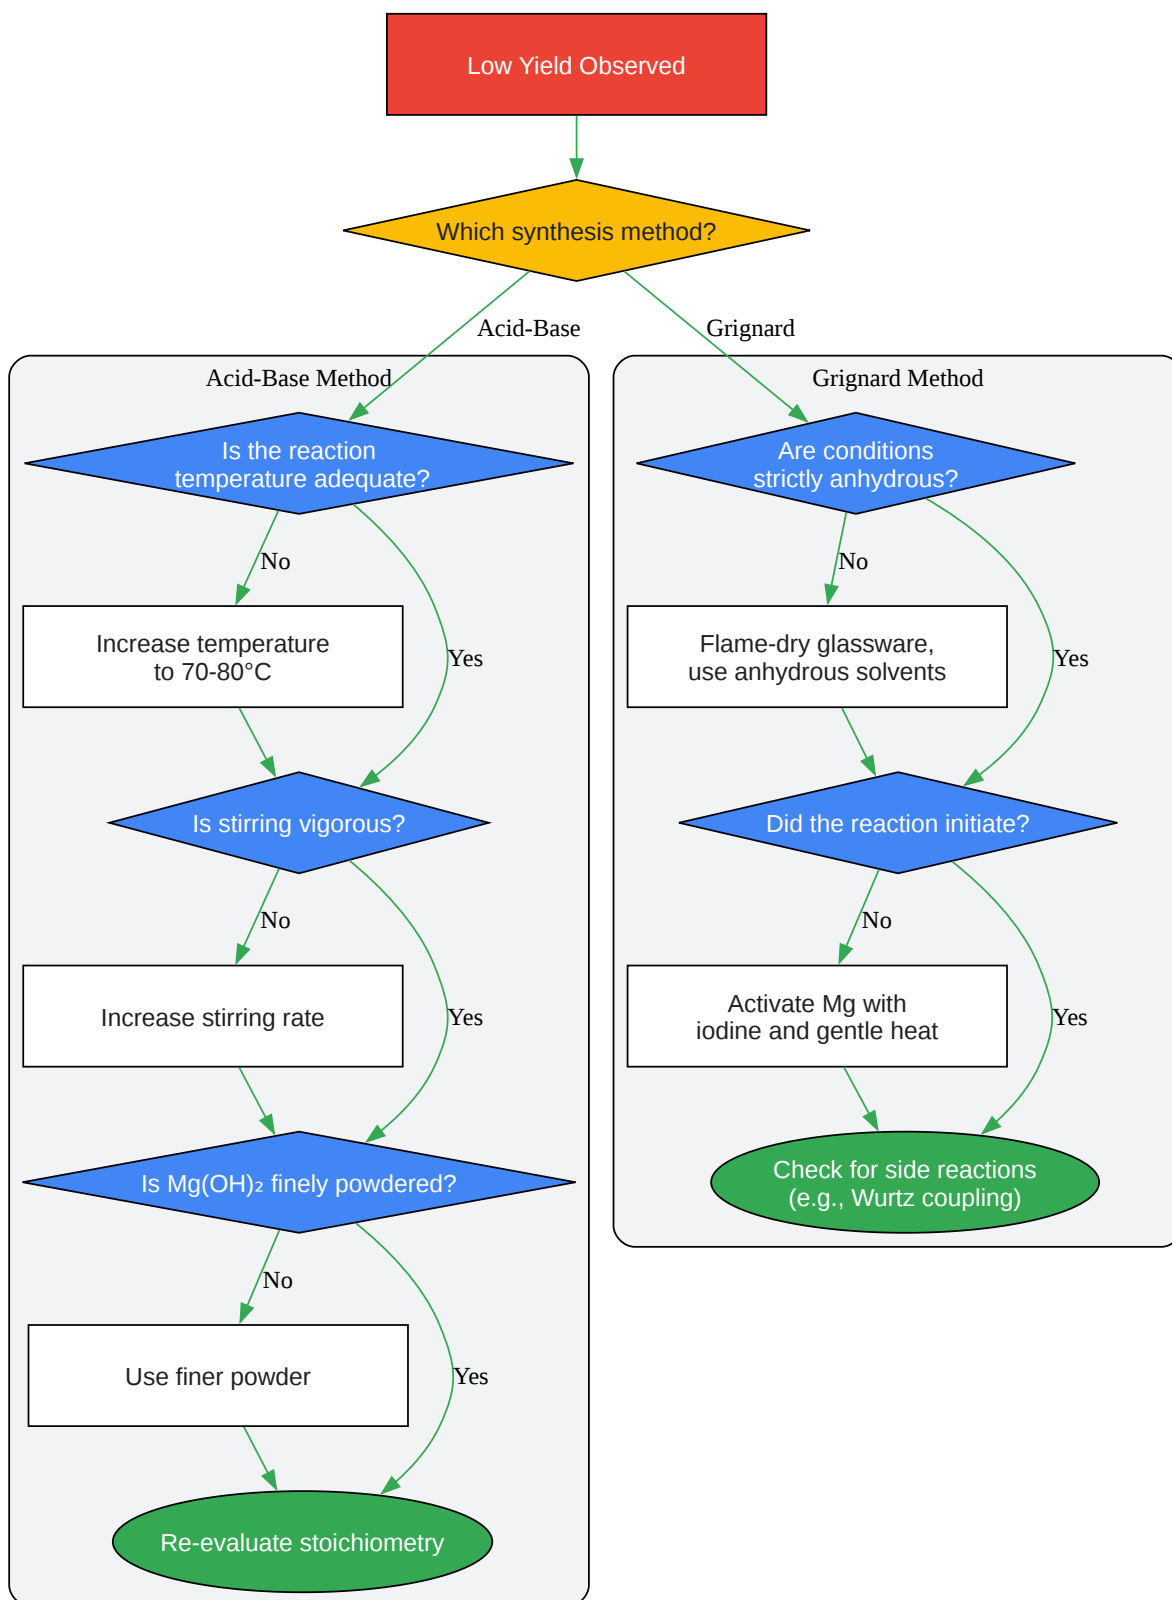 Low Yield Observed
Which synthesis method?
Acid-Base
Grignard
Acid-Base Method
Is the reaction
temperature adequate?
No
Yes
Increase temperature
to 70-80°C
Is stirring vigorous?
No
Yes
Increase stirring rate
Is Mg(OH)₂ finely powdered?
No
Yes
Use finer powder
Re-evaluate stoichiometry
Grignard Method
Are conditions
strictly anhydrous?
No
Yes
Flame-dry glassware,
use anhydrous solvents
Did the reaction initiate?
No
Yes
Activate Mg with
iodine and gentle heat
Check for side reactions
(e.g., Wurtz coupling)